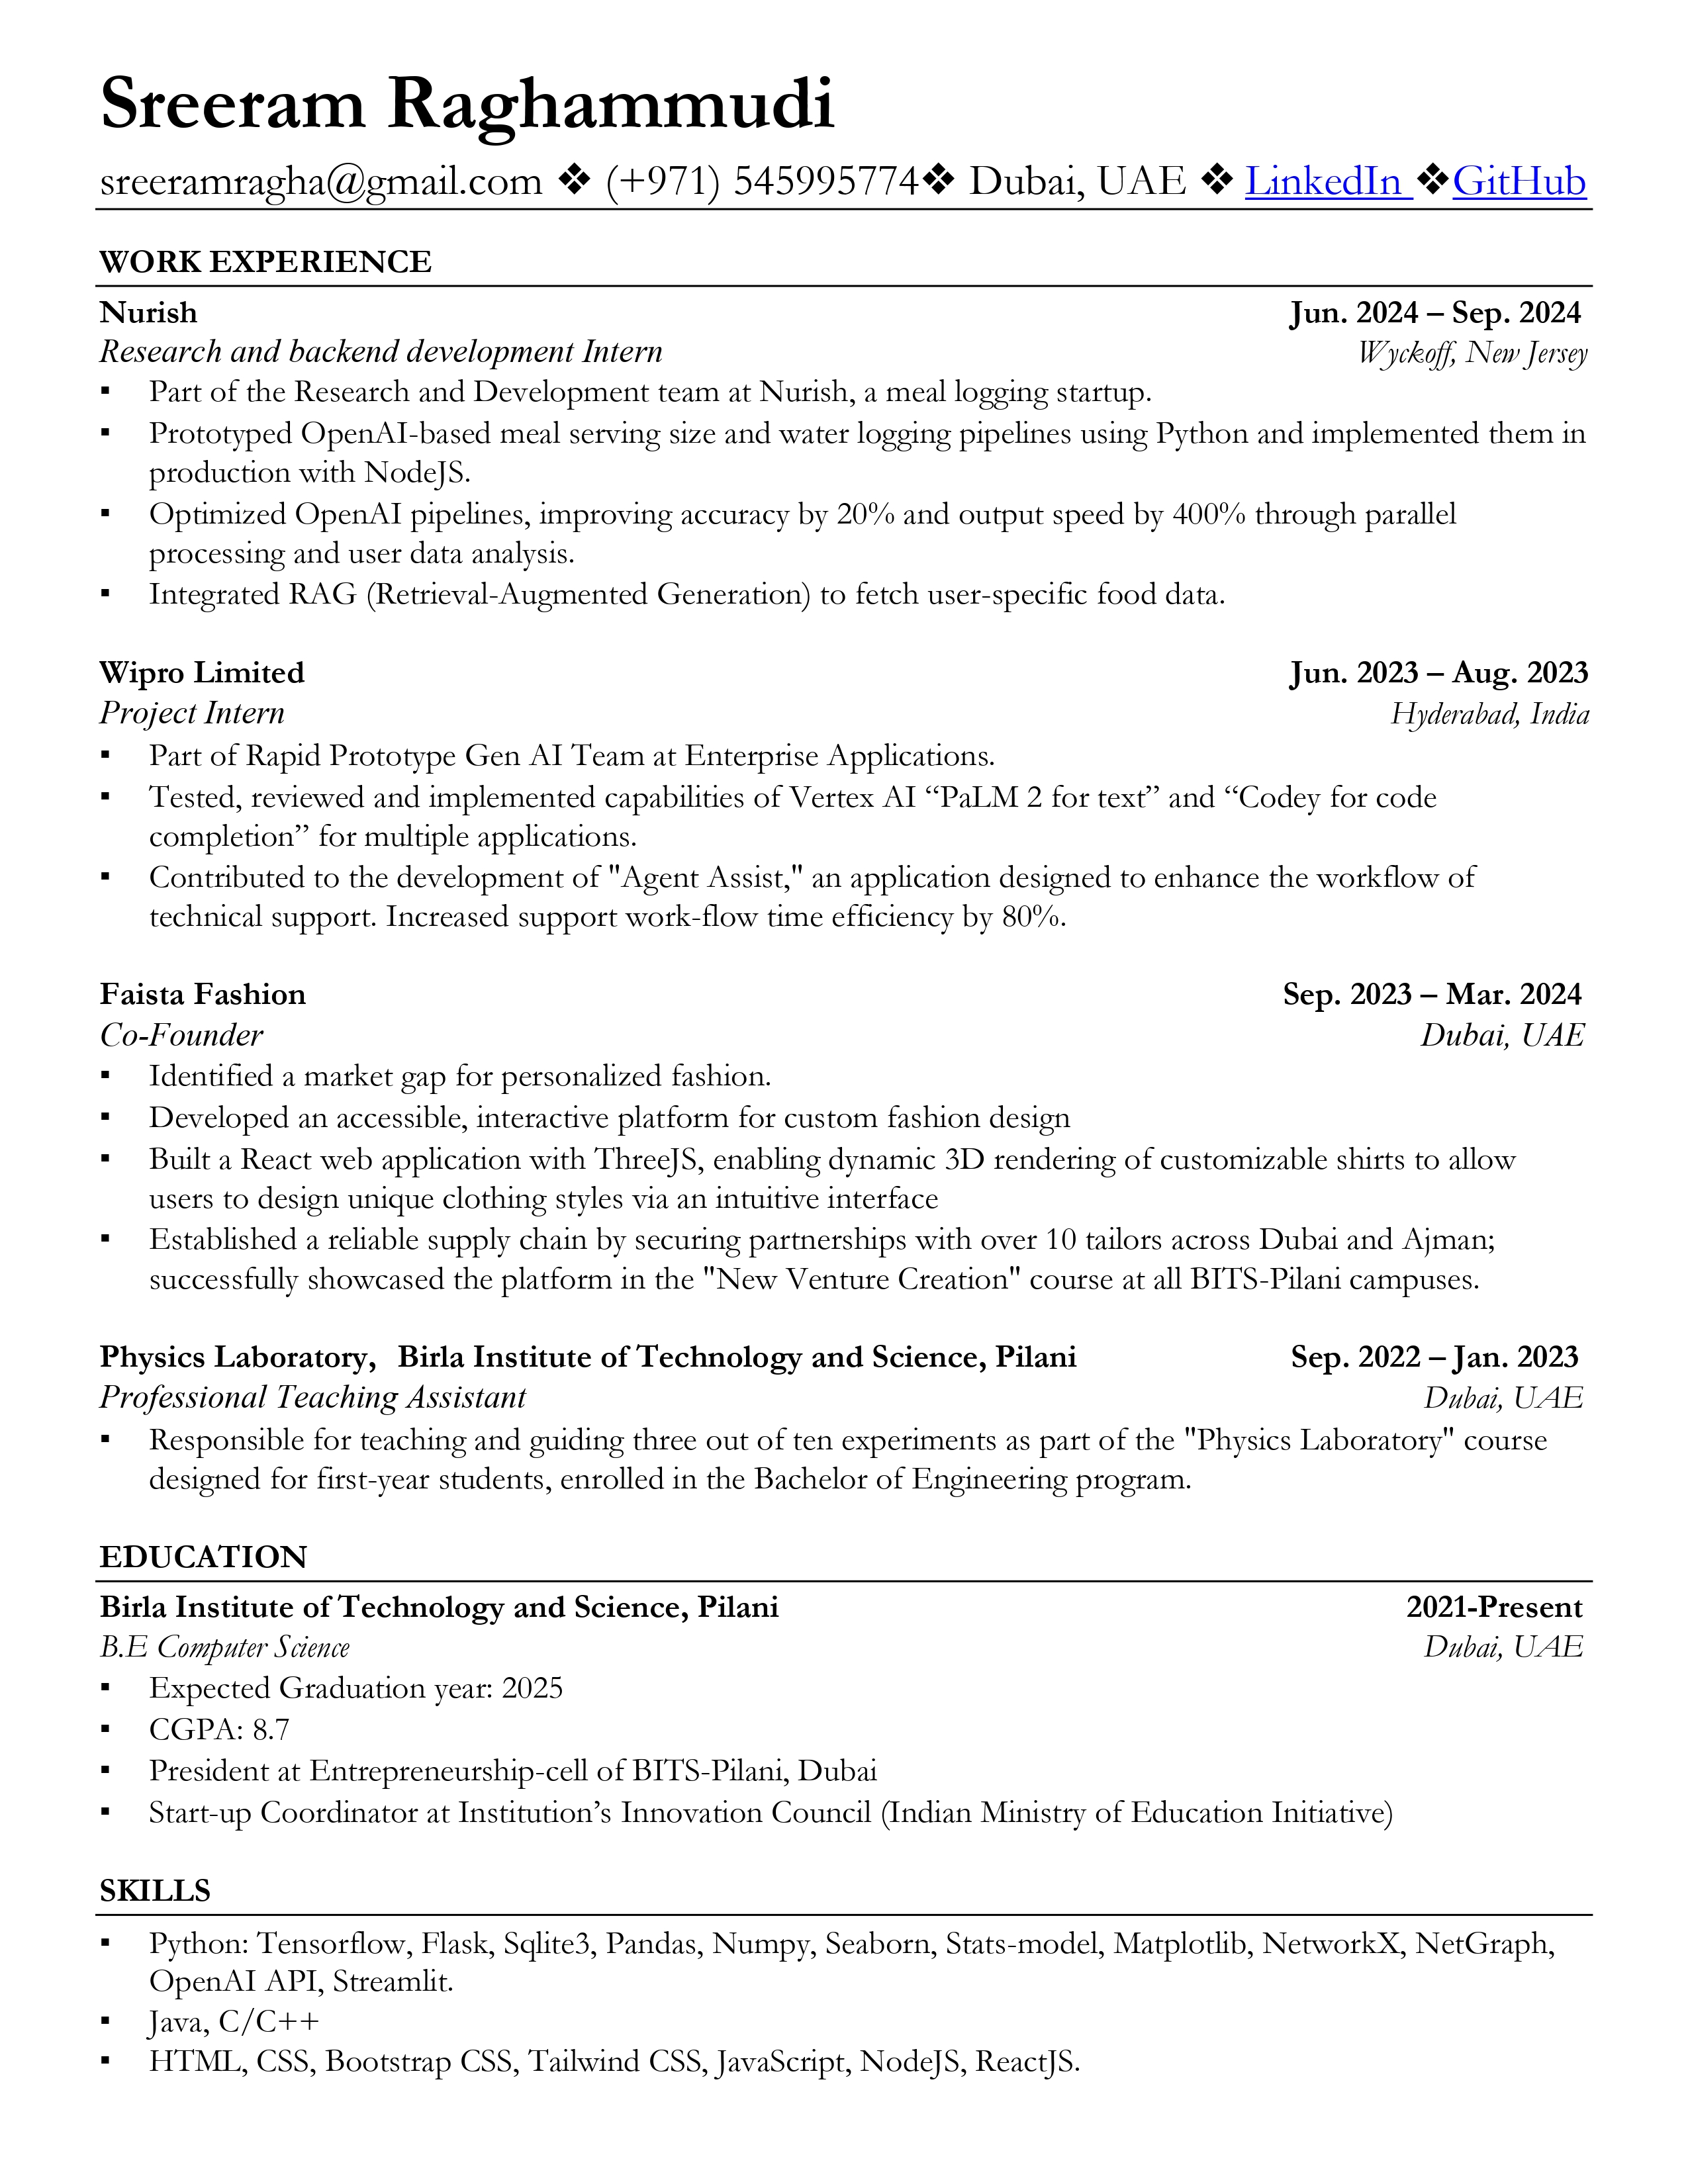 Sreeram Raghammudi
sreeramragha@gmail.com ❖ (+971) 545995774❖ Dubai, UAE ❖ LinkedIn ❖GitHub
WORK EXPERIENCE
Nurish Jun. 2024 – Sep. 2024
Research and backend development Intern Wyckoff, New Jersey
▪ Part of the Research and Development team at Nurish, a meal logging startup.
▪ Prototyped OpenAI-based meal serving size and water logging pipelines using Python and implemented them in
production with NodeJS.
▪ Optimized OpenAI pipelines, improving accuracy by 20% and output speed by 400% through parallel
processing and user data analysis.
▪ Integrated RAG (Retrieval-Augmented Generation) to fetch user-specific food data.
Wipro Limited Jun. 2023 – Aug. 2023
Project Intern Hyderabad, India
▪ Part of Rapid Prototype Gen AI Team at Enterprise Applications.
▪ Tested, reviewed and implemented capabilities of Vertex AI “PaLM 2 for text” and “Codey for code
completion” for multiple applications.
▪ Contributed to the development of "Agent Assist," an application designed to enhance the workflow of
technical support. Increased support work-flow time efficiency by 80%.
Faista Fashion Sep. 2023 – Mar. 2024
Co-Founder Dubai, UAE
▪ Identified a market gap for personalized fashion.
▪ Developed an accessible, interactive platform for custom fashion design
▪ Built a React web application with ThreeJS, enabling dynamic 3D rendering of customizable shirts to allow
users to design unique clothing styles via an intuitive interface
▪ Established a reliable supply chain by securing partnerships with over 10 tailors across Dubai and Ajman;
successfully showcased the platform in the "New Venture Creation" course at all BITS-Pilani campuses.
Physics Laboratory, Birla Institute of Technology and Science, Pilani Sep. 2022 – Jan. 2023
Professional Teaching Assistant Dubai, UAE
▪ Responsible for teaching and guiding three out of ten experiments as part of the "Physics Laboratory" course
designed for first-year students, enrolled in the Bachelor of Engineering program.
EDUCATION
Birla Institute of Technology and Science, Pilani 2021-Present
B.E Computer Science Dubai, UAE
▪ Expected Graduation year: 2025
▪ CGPA: 8.7
▪ President at Entrepreneurship-cell of BITS-Pilani, Dubai
▪ Start-up Coordinator at Institution’s Innovation Council (Indian Ministry of Education Initiative)
SKILLS
▪ Python: Tensorflow, Flask, Sqlite3, Pandas, Numpy, Seaborn, Stats-model, Matplotlib, NetworkX, NetGraph,
OpenAI API, Streamlit.
▪ Java, C/C++
▪ HTML, CSS, Bootstrap CSS, Tailwind CSS, JavaScript, NodeJS, ReactJS.